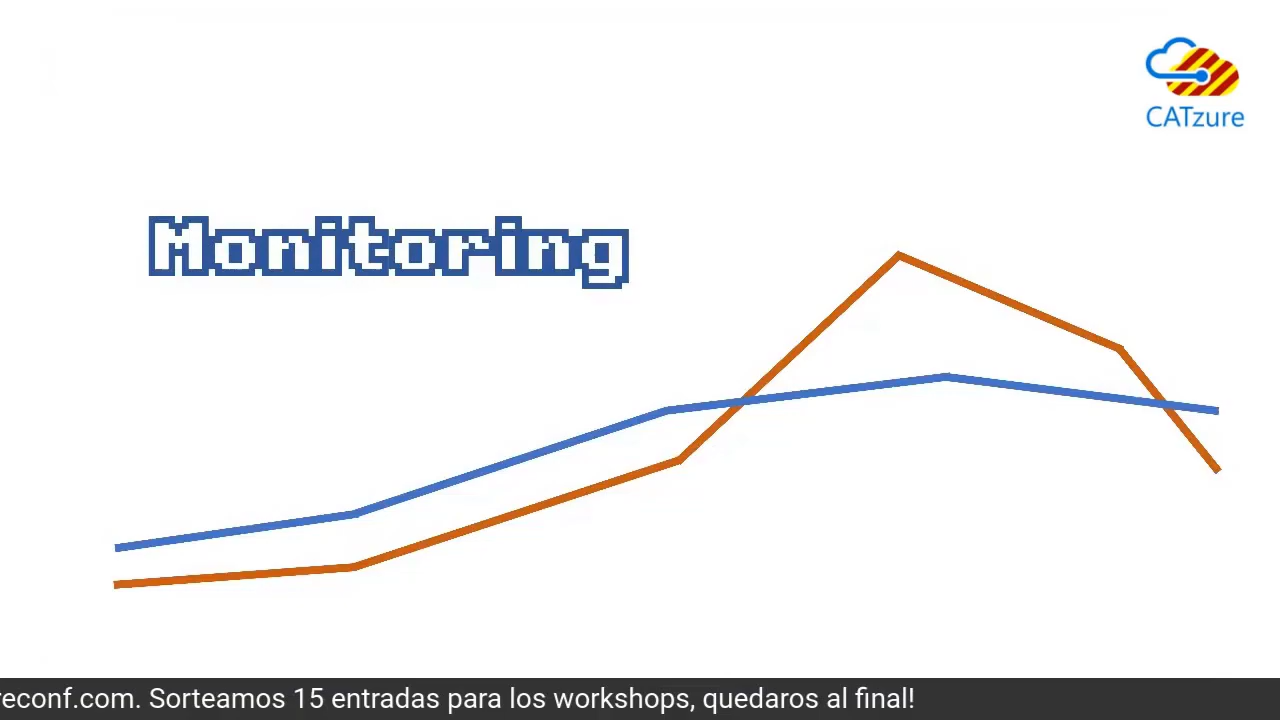 CATzure
Monitoring
reconf.com. Sorteamos 15 entradas para los workshops, quedaros al final!